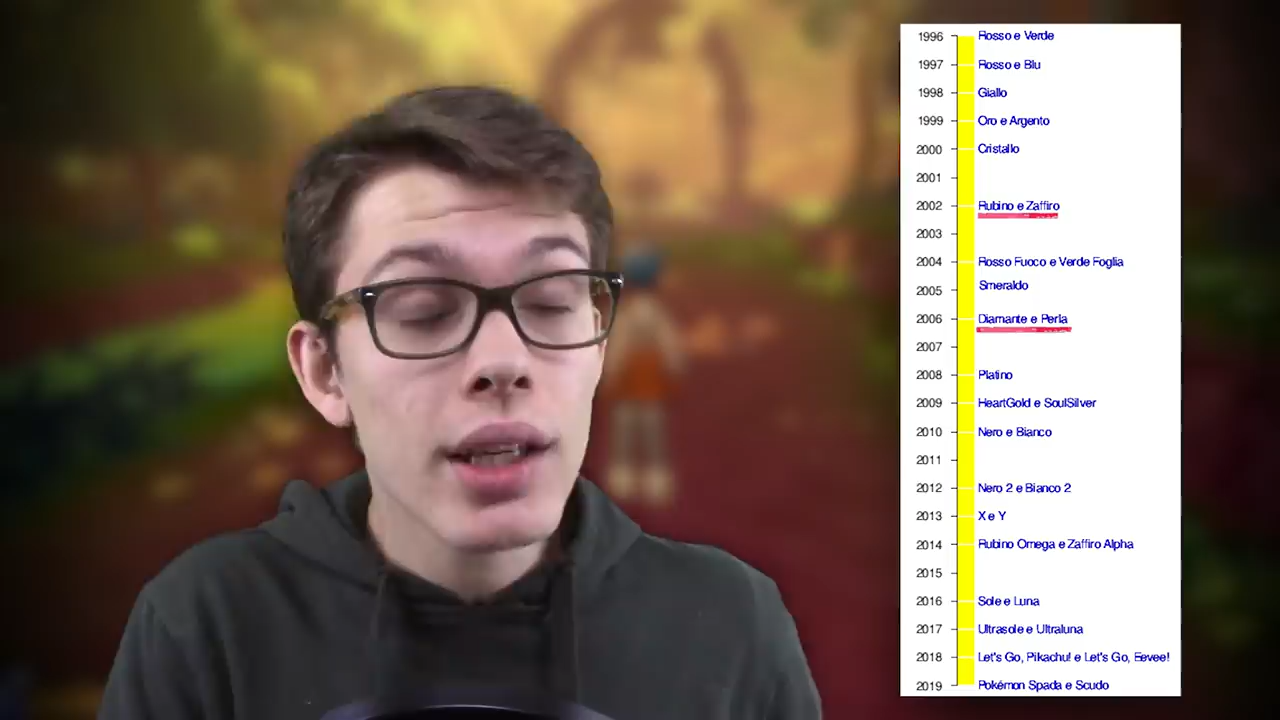 1996 Rosso e Verde
1997 Rosso e Blu
1998 Giallo
1999 Oro e Argento
2000 Cristallo
2001
2002 Rubino e Zaffiro
2003
2004 Rosso Fuoco e Verde Foglia
Smeraldo
2005
2006 Diamante e Perla
2007
2008 Platino
2009 HeartGold e SoulSilver
2010 Nero e Bianco
2011
2012 Nero 2 e Bianco 2
2013 X e Y
2014 Rubino Omega e Zaffiro Alpha
2015
2016 Sole e Luna
2017 Ultrasole e Ultraluna
2018 Let's Go, Pikachu! e Let's Go, Eevee!
2019 Pokémon Spada e Scudo